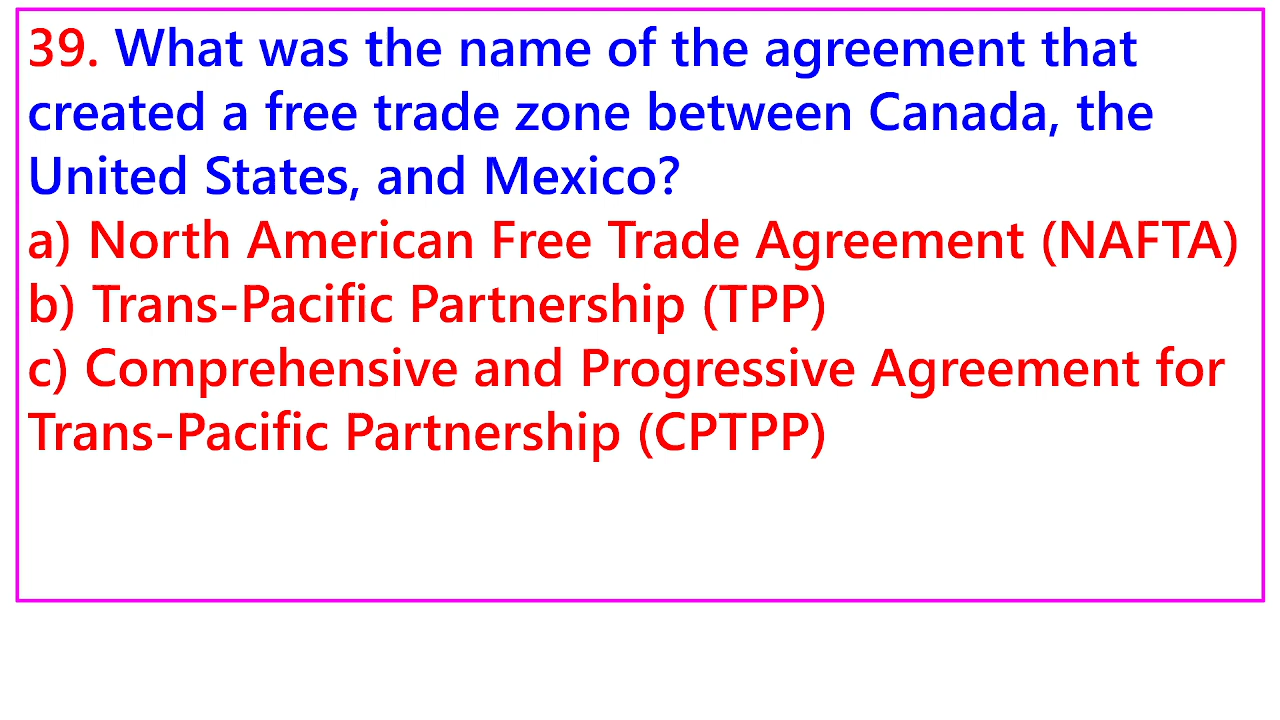 39. What was the name of the agreement that
created a free trade zone between Canada, the
United States, and Mexico?
a) North American Free Trade Agreement (NAFTA)
b) Trans-Pacific Partnership (TPP)
c) Comprehensive and Progressive Agreement for
Trans-Pacific Partnership (CPTPP)